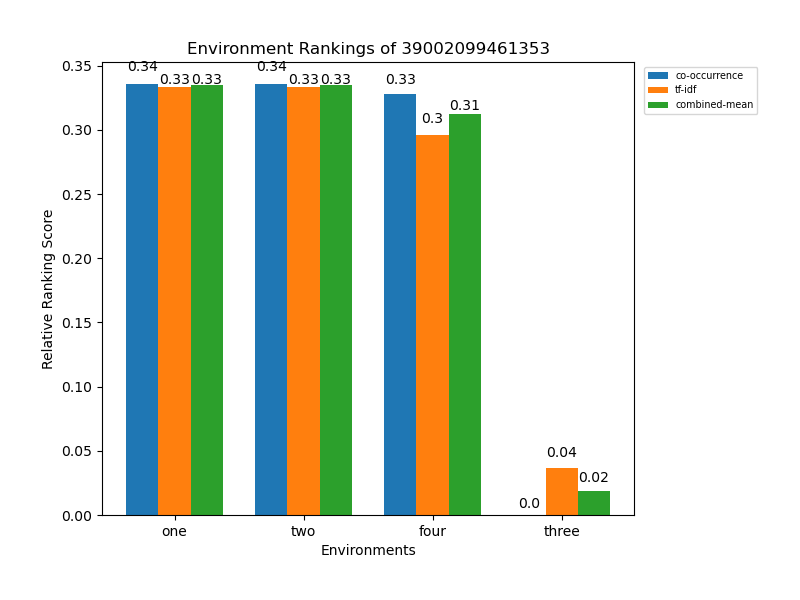 Environment Rankings of 39002099461353
co-occurrence
tf-idf
combined-mean
Relative Ranking Score
0.35
0.30
0.25
0.20
0.15
0.10
0.05
0.00
0.34 0.33 0.33
0.34 0.33 0.33
0.33 0.3 0.31
0.0 0.04 0.02
one two four three
Environments